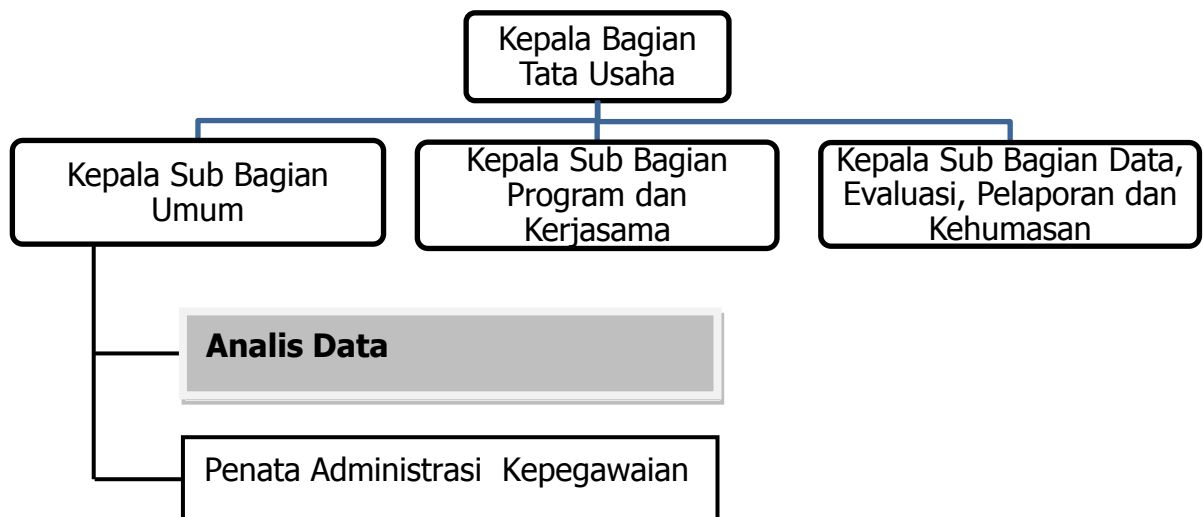 Kepala Bagian
Tata Usaha
Kepala Sub Bagian
Umum
Kepala Sub Bagian
Program dan
Kerjasama
Kepala Sub Bagian Data,
Evaluasi, Pelaporan dan
Kehumasan
Analis Data
Penata Administrasi Kepegawaian